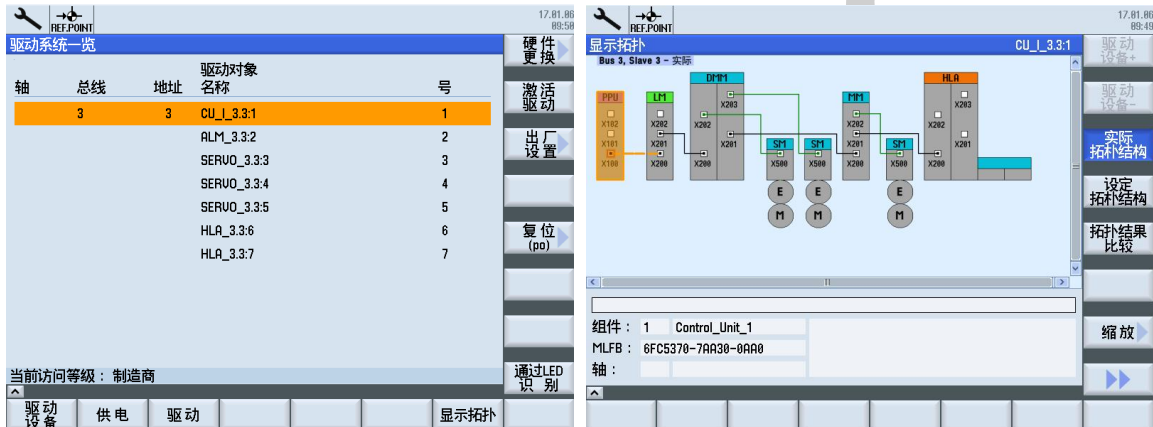 REF.POINT
17.01.06
09:50
驱动系统一览
轴 总线 地址 驱动对象名称 号
3 3 CU_I_3.3:1 1
ALM_3.3:2 2
SERVO_3.3:3 3
SERVO_3.3:4 4
SERVO_3.3:5 5
HLA_3.3:6 6
HLA_3.3:7 7
当前访问等级： 制造商
硬件更换
激活驱动
出厂设置
复位(po)
通过LED识别
驱动设备 供电 驱动 显示拓扑
REF.POINT
17.01.06
09:49
显示拓扑 CU_I_3.3:1
Bus 3, Slave 3 - 实际
PPU
X102
X101
X100
LM
X202
X201
X200
DMM
X203
X202
X201
SM
X500
E
M
SM
X500
E
M
MM
X202
X201
X200
SM
X500
E
M
HLA
X203
X202
X201
X200
组件： 1 Control_Unit_1
MLFB： 6FC5370-7AA30-0AA0
轴：
驱动设备+
驱动设备-
实际拓扑结构
设定拓扑结构
拓扑结果比较
缩放